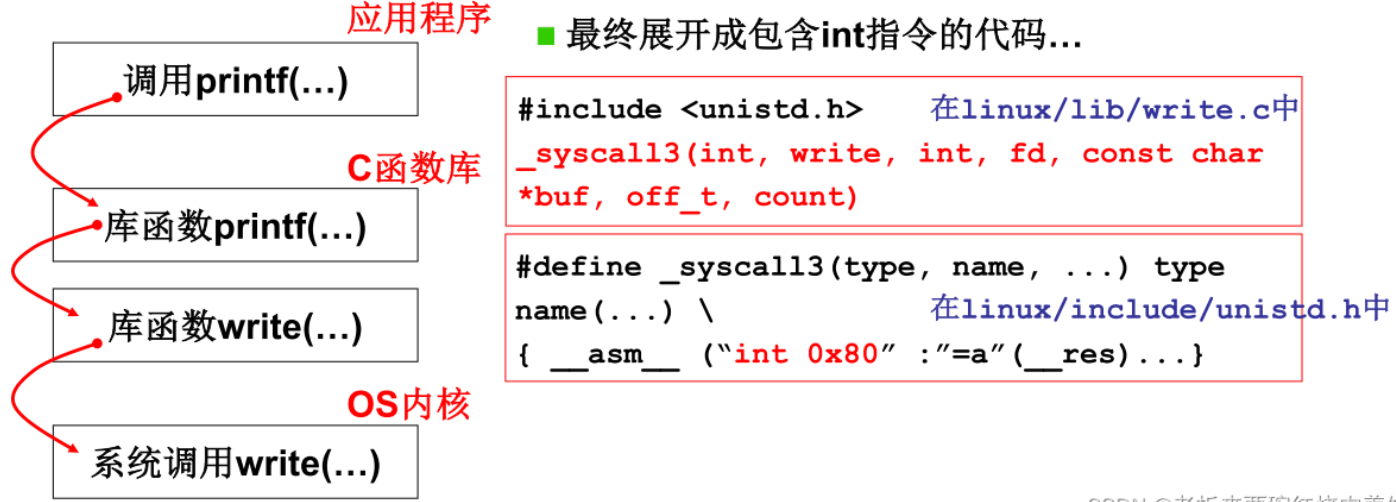 应用程序
调用printf(…)
C函数库
库函数printf(…)
库函数write(…)
OS内核
系统调用write(…)
最终展开成包含int指令的代码…
#include <unistd.h> 在linux/lib/write.c中
_syscall3(int, write, int, fd, const char
*buf, off_t, count)
#define _syscall3(type, name, ...) type
name(...) \ 在linux/include/unistd.h中
{ __asm__ (“int 0x80” :”=a”(__res)...}